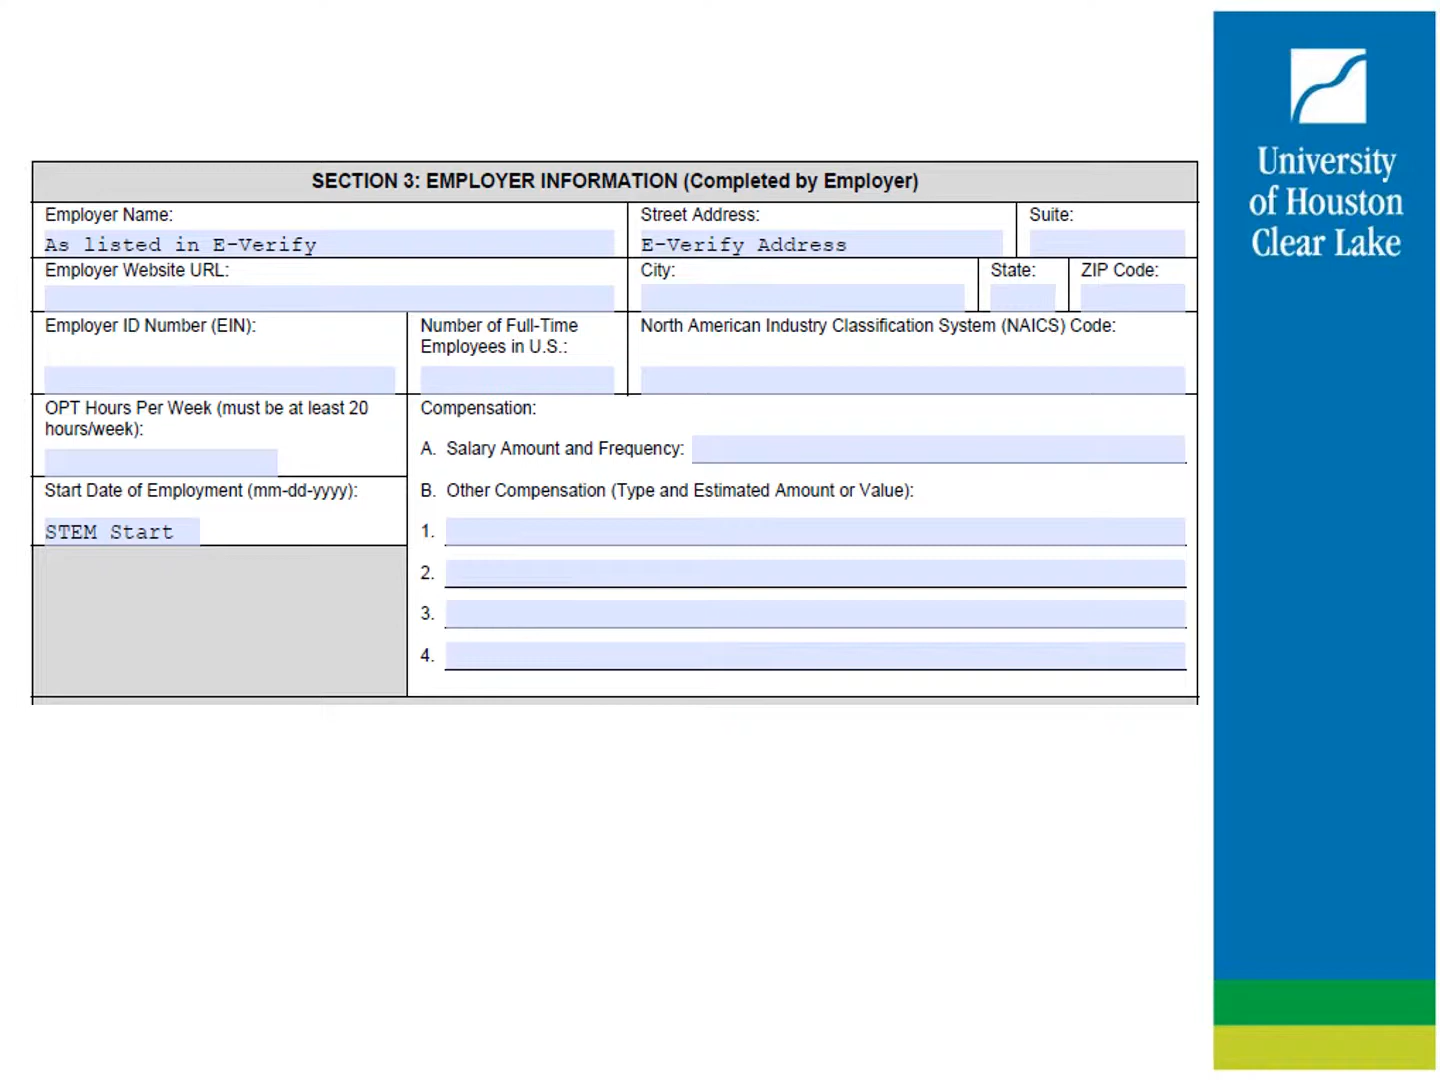 SECTION 3: EMPLOYER INFORMATION (Completed by Employer)
Employer Name:
As listed in E-Verify
Street Address:
E-Verify Address
Suite:
Employer Website URL:
City:
State:
ZIP Code:
Employer ID Number (EIN):
Number of Full-Time
Employees in U.S.:
North American Industry Classification System (NAICS) Code:
OPT Hours Per Week (must be at least 20
hours/week):
Start Date of Employment (mm-dd-yyyy):
STEM Start
Compensation:
A. Salary Amount and Frequency:
B. Other Compensation (Type and Estimated Amount or Value):
1.
2.
3.
4.
University
of Houston
Clear Lake